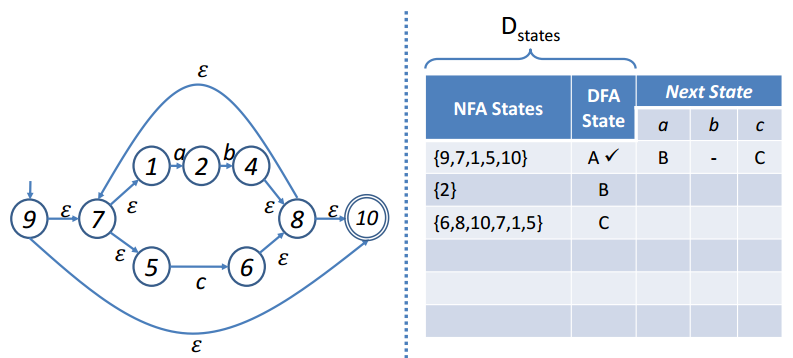 D states
NFA States DFA State Next State
a b c
{9,7,1,5,10} A ✓ B - C
{2} B
{6,8,10,7,1,5} C
ε
1 a 2 b 4
9 ε 7 ε ε 8 ε 10
ε 5 c 6 ε
ε